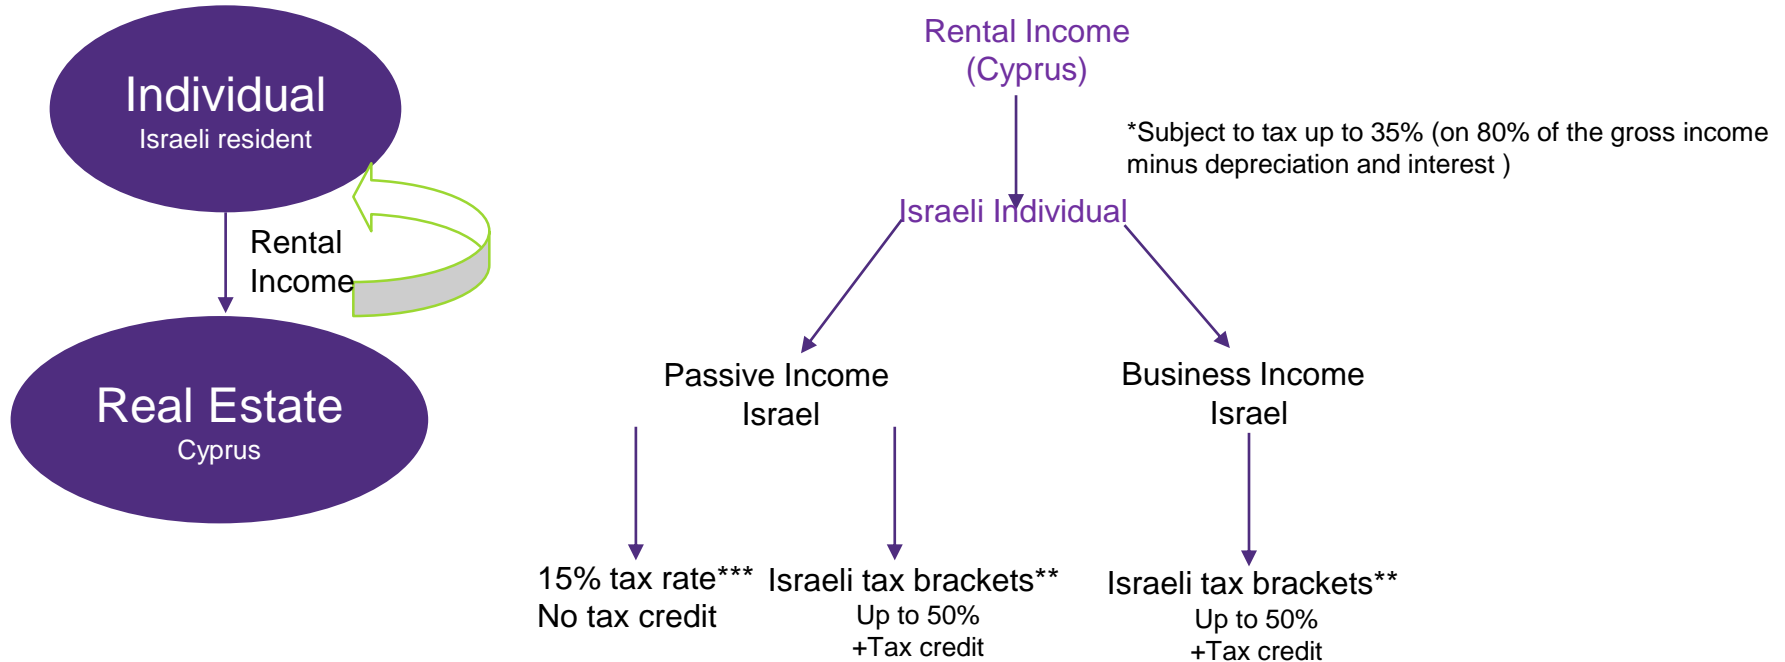 Individual
Israeli resident
Rental
Income
Real Estate
Cyprus
Rental Income
(Cyprus)
*Subject to tax up to 35% (on 80% of the gross income
minus depreciation and interest )
Israeli Individual
Passive Income
Israel
Business Income
Israel
15% tax rate***
No tax credit
Israeli tax brackets**
Up to 50%
+Tax credit
Israeli tax brackets**
Up to 50%
+Tax credit